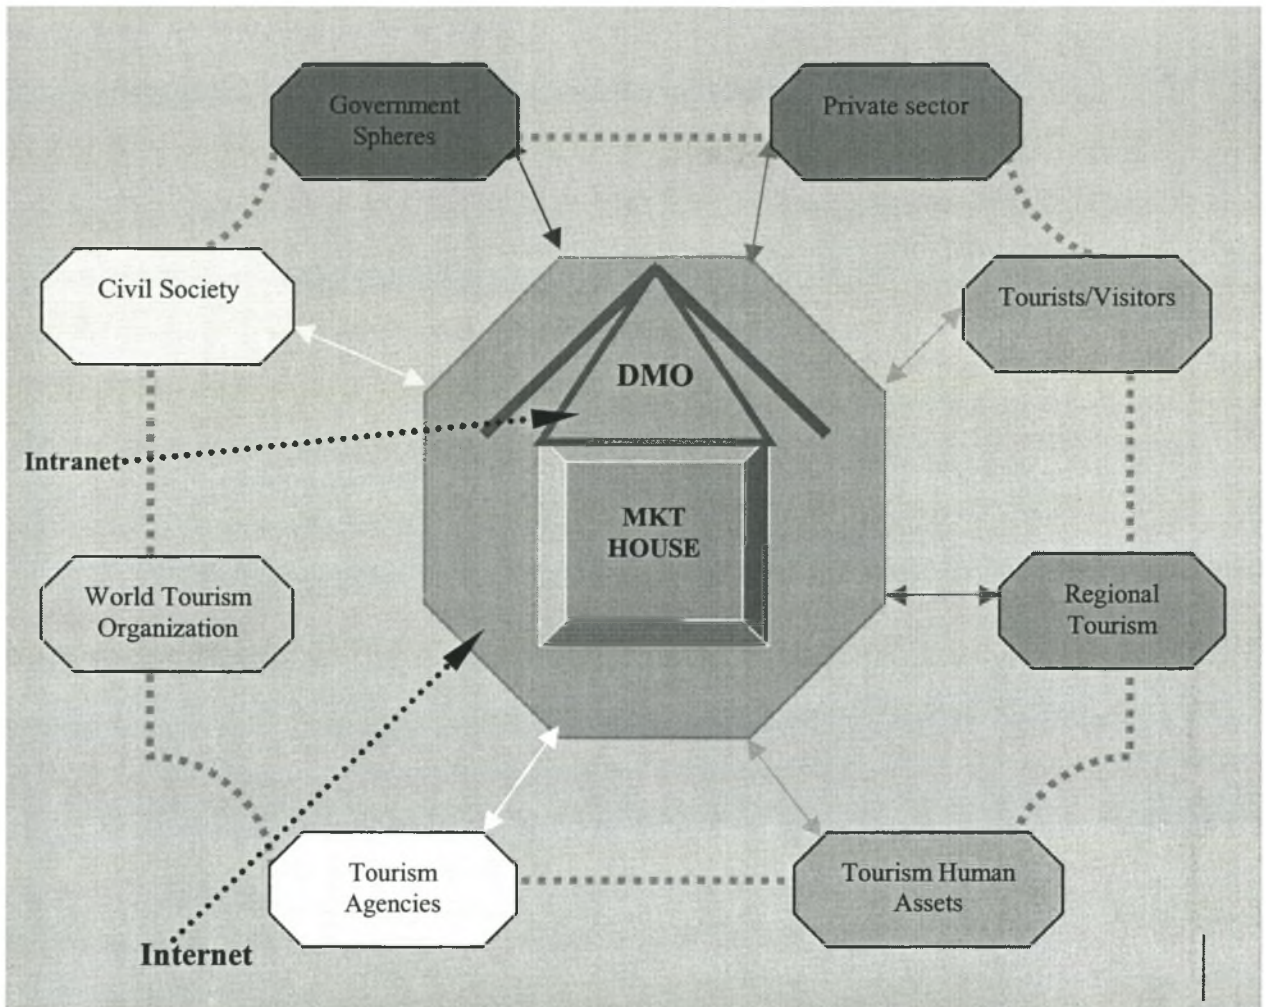 Government
Spheres
Private sector
Civil Society
Tourists/Visitors
DMO
Intranet
MKT
HOUSE
World Tourism
Organization
Regional
Tourism
Tourism
Agencies
Tourism Human
Assets
Internet